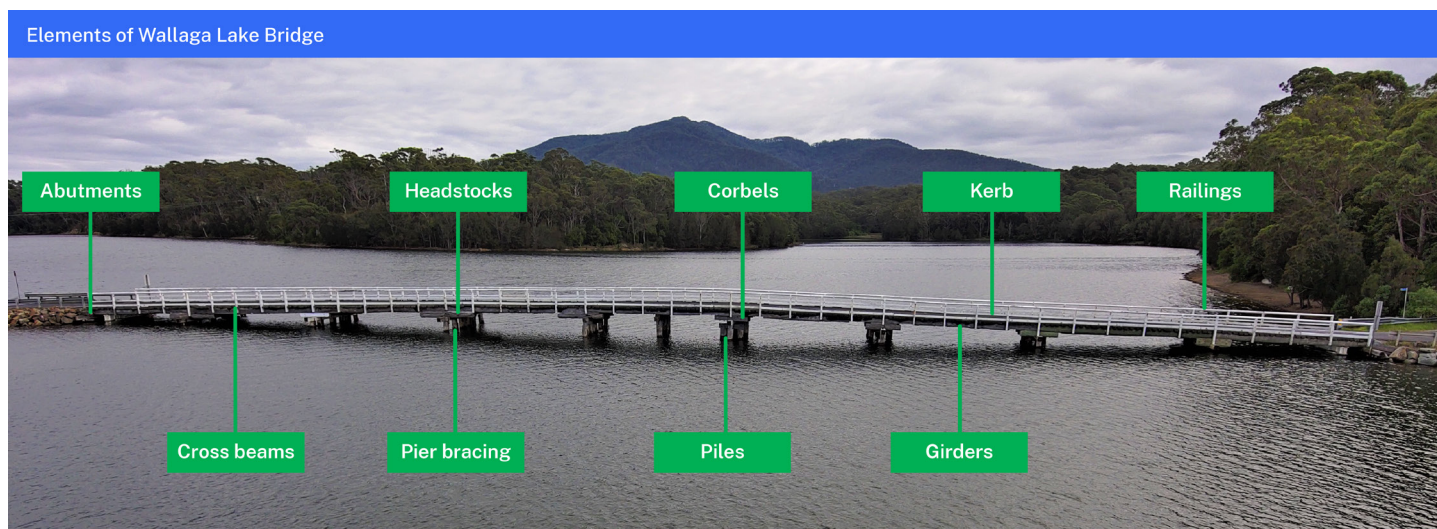 Elements of Wallaga Lake Bridge
Abutments
Headstocks
Corbels
Kerb
Railings
Cross beams
Pier bracing
Piles
Girders